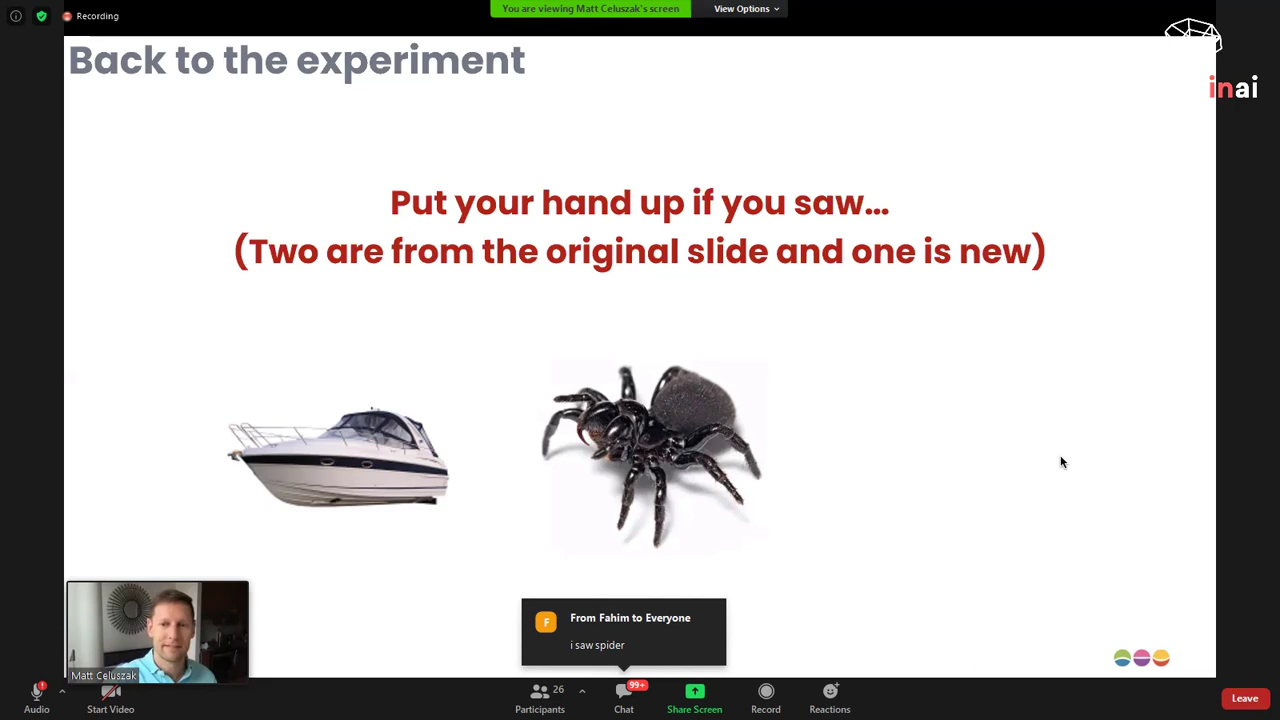 Recording
You are viewing Matt Celuszak's screen
View Options
Back to the experiment
inai
Put your hand up if you saw...
(Two are from the original slide and one is new)
From Fahim to Everyone
F
i saw spider
Matt Celuszak
Audio
Start Video
26
Participants
99+
Chat
Share Screen
Record
Reactions
Leave